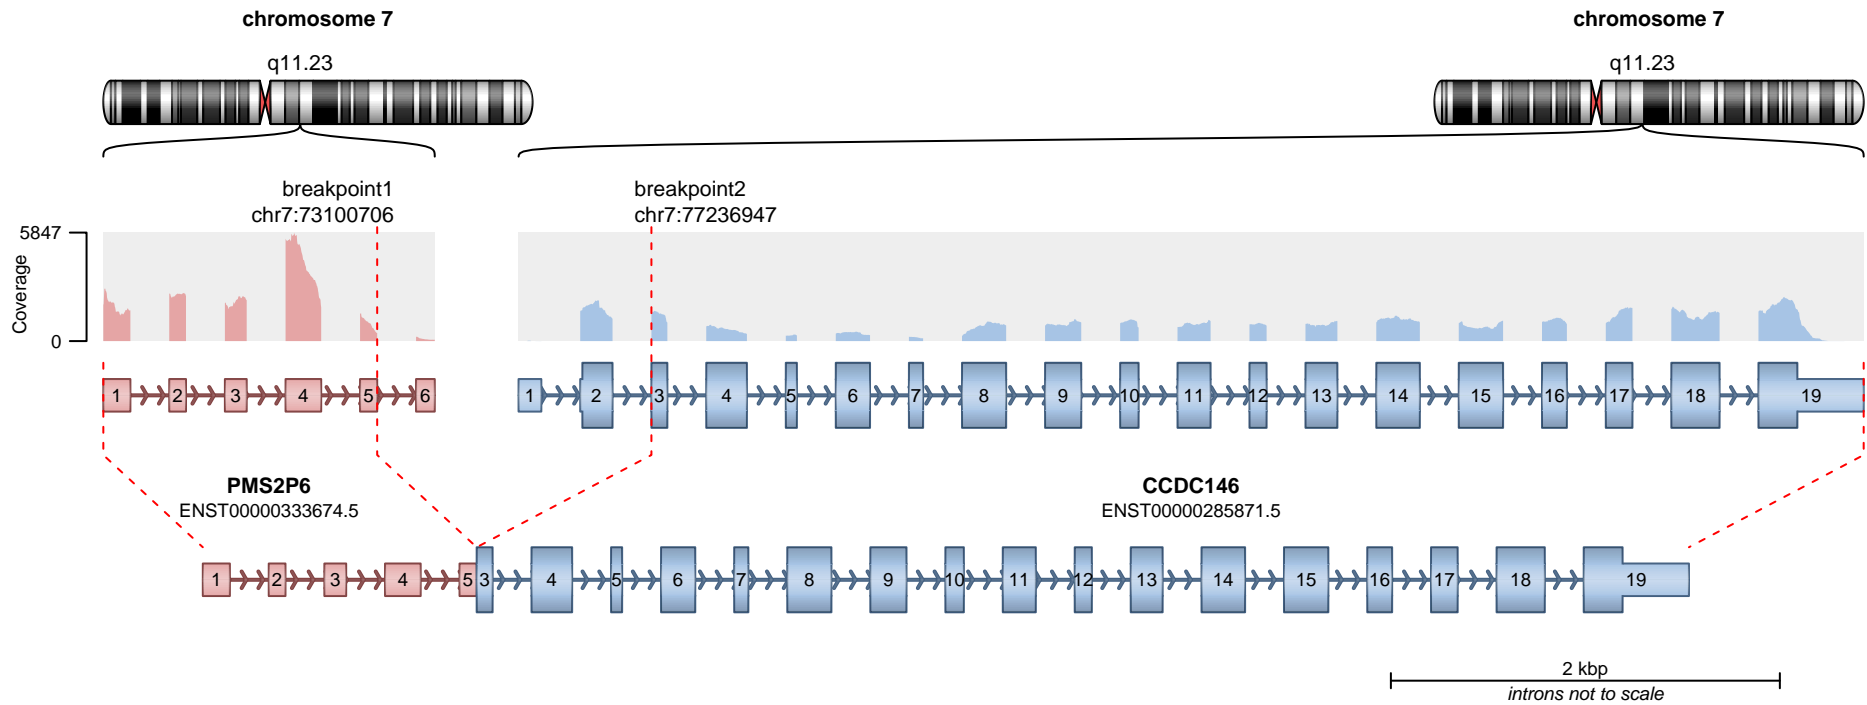 chromosome 7
chromosome 7
q11.23
q11.23
breakpoint1
chr7:73100706
breakpoint2
chr7:77236947
5847
Coverage
0
1 2 3 4 5 6
1 2 3 4 5 6 7 8 9 10 11 12 13 14 15 16 17 18 19
PMS2P6
ENST00000333674.5
CCDC146
ENST00000285871.5
1 2 3 4 5 3 4 5 6 7 8 9 10 11 12 13 14 15 16 17 18 19
2 kbp
introns not to scale